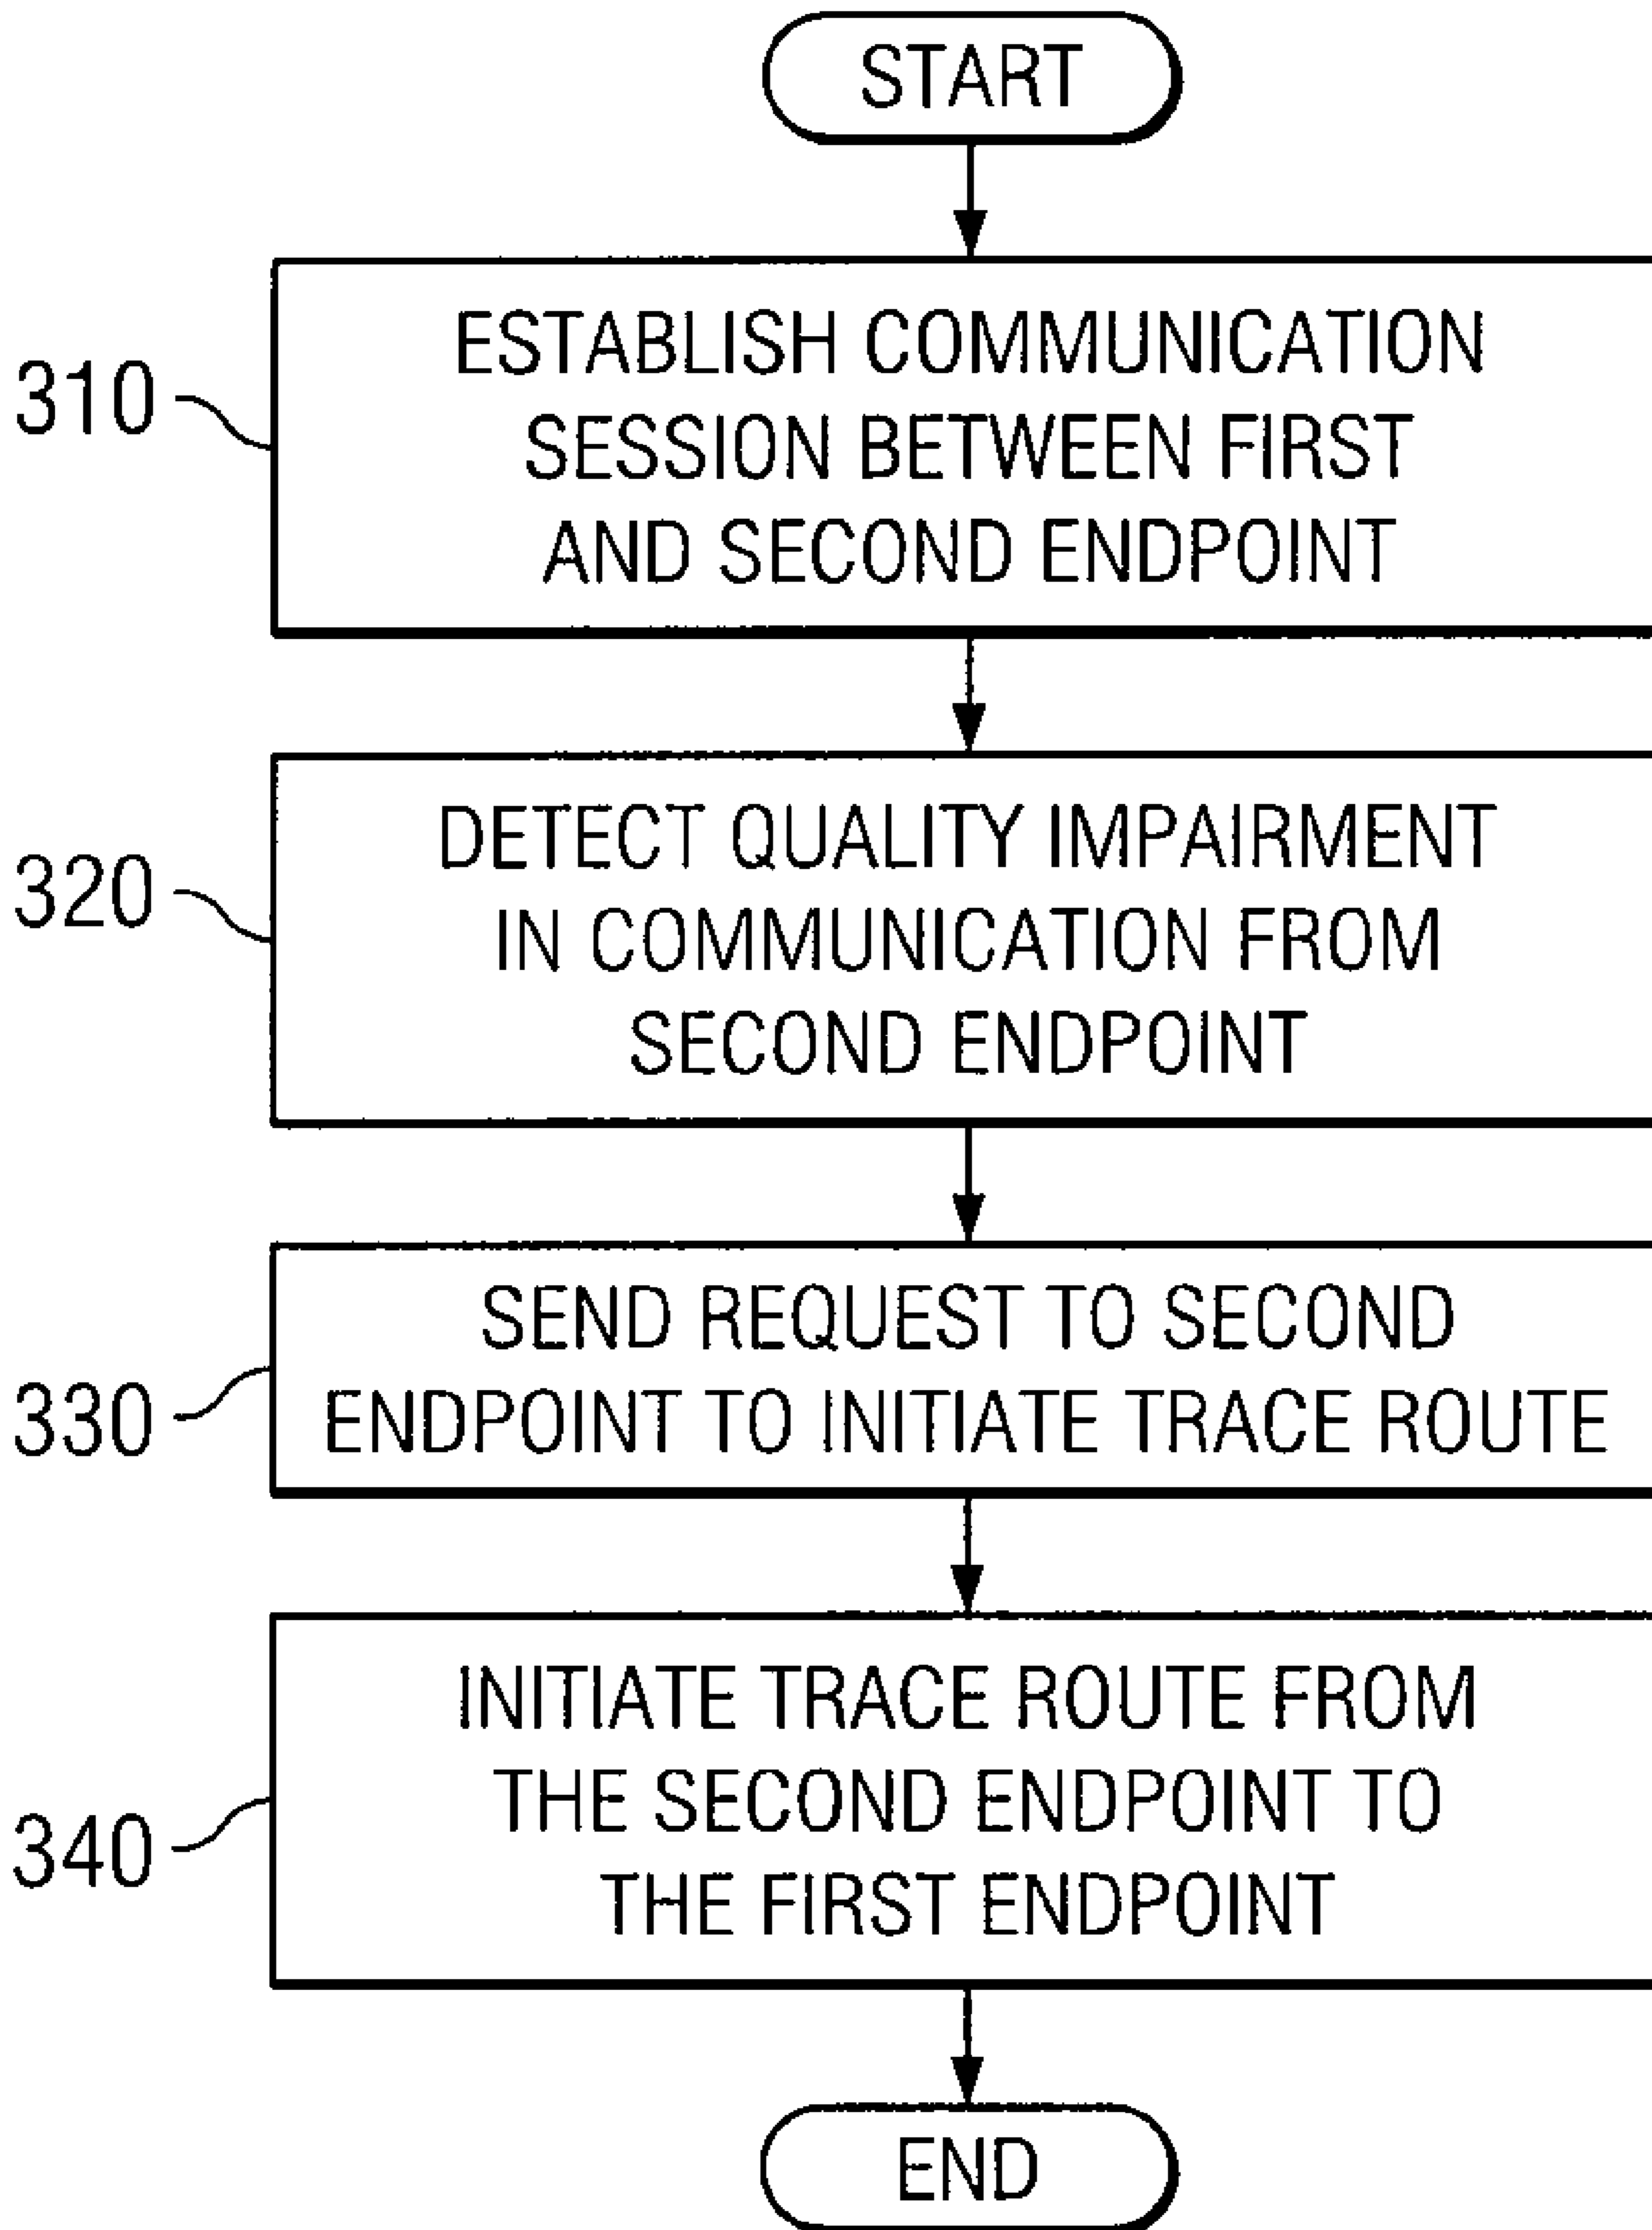 START
310
ESTABLISH COMMUNICATION
SESSION BETWEEN FIRST
AND SECOND ENDPOINT
320
DETECT QUALITY IMPAIRMENT
IN COMMUNICATION FROM
SECOND ENDPOINT
330
SEND REQUEST TO SECOND
ENDPOINT TO INITIATE TRACE ROUTE
340
INITIATE TRACE ROUTE FROM
THE SECOND ENDPOINT TO
THE FIRST ENDPOINT
END